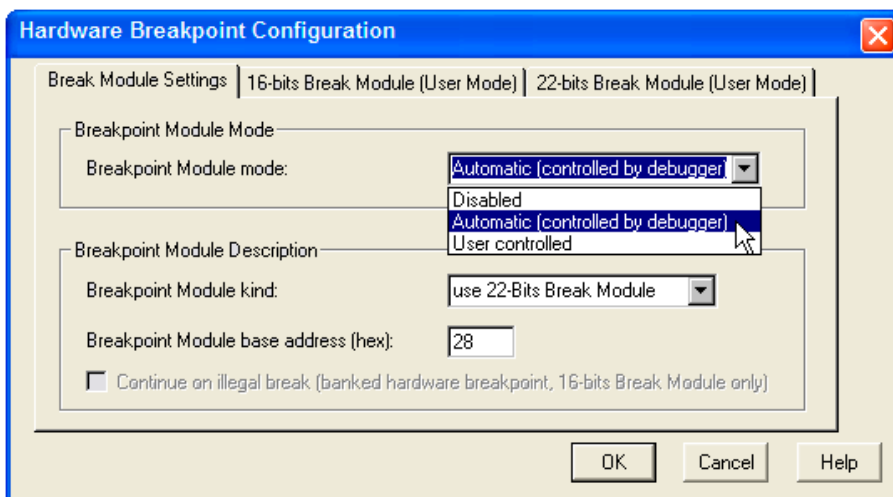 Hardware Breakpoint Configuration
Break Module Settings 16-bits Break Module (User Mode) 22-bits Break Module (User Mode)
Breakpoint Module Mode
Breakpoint Module mode: Automatic (controlled by debugger)
Disabled
Automatic (controlled by debugger)
User controlled
Breakpoint Module Description
Breakpoint Module kind: use 22-Bits Break Module
Breakpoint Module base address (hex): 28
Continue on illegal break (banked hardware breakpoint, 16-bits Break Module only)
OK Cancel Help